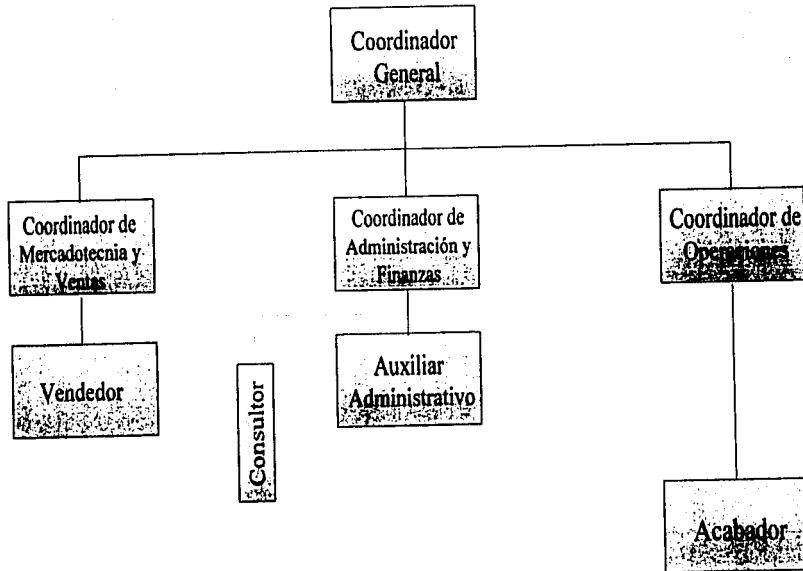 Coordinador
General
Coordinador de
Mercadotecnia y
Ventas
Coordinador de
Administración y
Finanzas
Coordinador de
Operaciones
Vendedor
Consultor
Auxiliar
Administrativo
Acabador